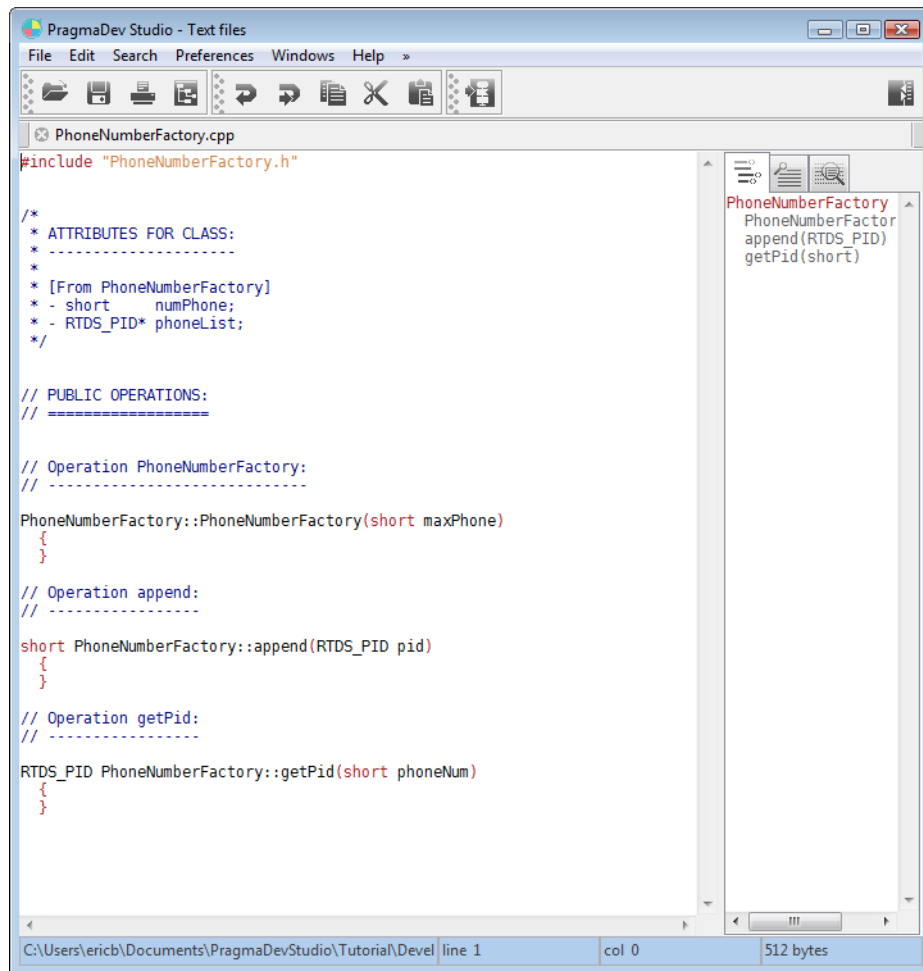 PragmaDev Studio - Text files
File Edit Search Preferences Windows Help »
PhoneNumberFactory.cpp
#include "PhoneNumberFactory.h"
/*
 * ATTRIBUTES FOR CLASS:
 * ---------------------
 *
 * [From PhoneNumberFactory]
 * - short     numPhone;
 * - RTDS_PID* phoneList;
 */
// PUBLIC OPERATIONS:
// ==================
// Operation PhoneNumberFactory:
// -----------------------------
PhoneNumberFactory::PhoneNumberFactory(short maxPhone)
  {
  }
// Operation append:
// -----------------
short PhoneNumberFactory::append(RTDS_PID pid)
  {
  }
// Operation getPid:
// -----------------
RTDS_PID PhoneNumberFactory::getPid(short phoneNum)
  {
  }
PhoneNumberFactory
PhoneNumberFactor
append(RTDS_PID)
getPid(short)
C:\Users\ericb\Documents\PragmaDevStudio\Tutorial\Devel line 1 col 0 512 bytes